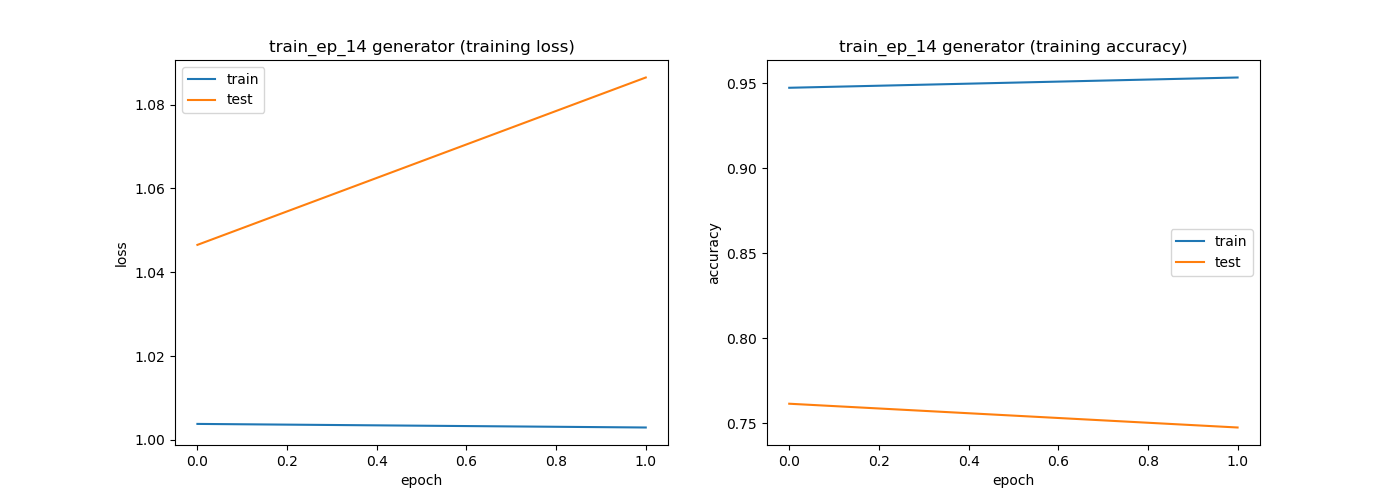 train_ep_14 generator (training loss)
train
test
1.08
1.06
1.04
1.02
1.00
loss
0.0 0.2 0.4 0.6 0.8 1.0
epoch
train_ep_14 generator (training accuracy)
0.95
0.90
0.85
0.80
0.75
accuracy
train
test
0.0 0.2 0.4 0.6 0.8 1.0
epoch